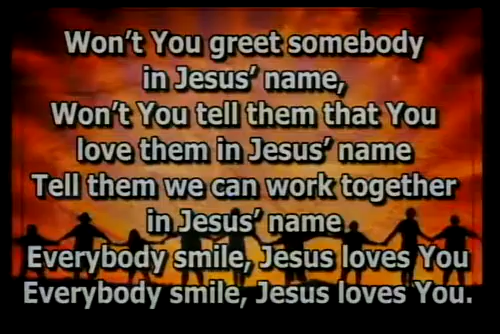 Won't You greet somebody
in Jesus' name,
Won't You tell them that You
love them in Jesus' name
Tell them we can work together
in Jesus' name
Everybody smile, Jesus loves You
Everybody smile, Jesus loves You.